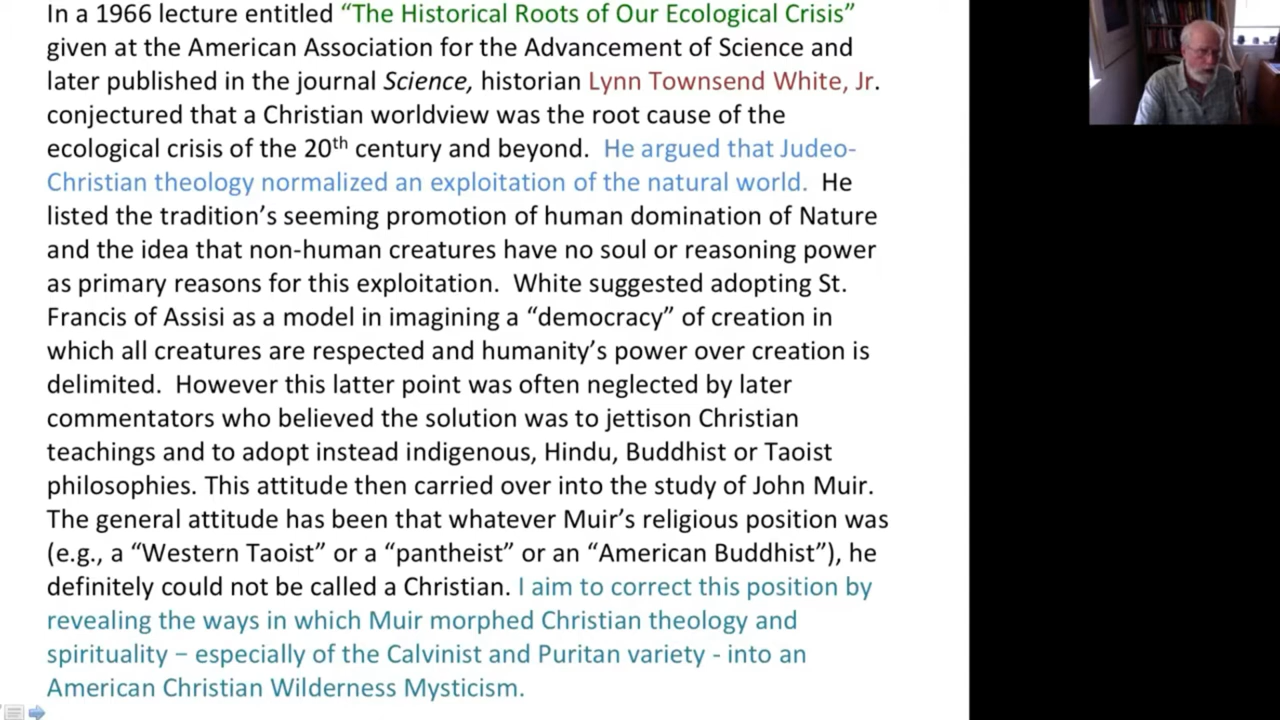 In a 1966 lecture entitled “The Historical Roots of Our Ecological Crisis”
given at the American Association for the Advancement of Science and
later published in the journal Science, historian Lynn Townsend White, Jr.
conjectured that a Christian worldview was the root cause of the
ecological crisis of the 20th century and beyond.  He argued that Judeo-
Christian theology normalized an exploitation of the natural world.  He
listed the tradition’s seeming promotion of human domination of Nature
and the idea that non-human creatures have no soul or reasoning power
as primary reasons for this exploitation.  White suggested adopting St.
Francis of Assisi as a model in imagining a “democracy” of creation in
which all creatures are respected and humanity’s power over creation is
delimited.  However this latter point was often neglected by later
commentators who believed the solution was to jettison Christian
teachings and to adopt instead indigenous, Hindu, Buddhist or Taoist
philosophies. This attitude then carried over into the study of John Muir.
The general attitude has been that whatever Muir’s religious position was
(e.g., a “Western Taoist” or a “pantheist” or an “American Buddhist”), he
definitely could not be called a Christian. I aim to correct this position by
revealing the ways in which Muir morphed Christian theology and
spirituality − especially of the Calvinist and Puritan variety - into an
American Christian Wilderness Mysticism.